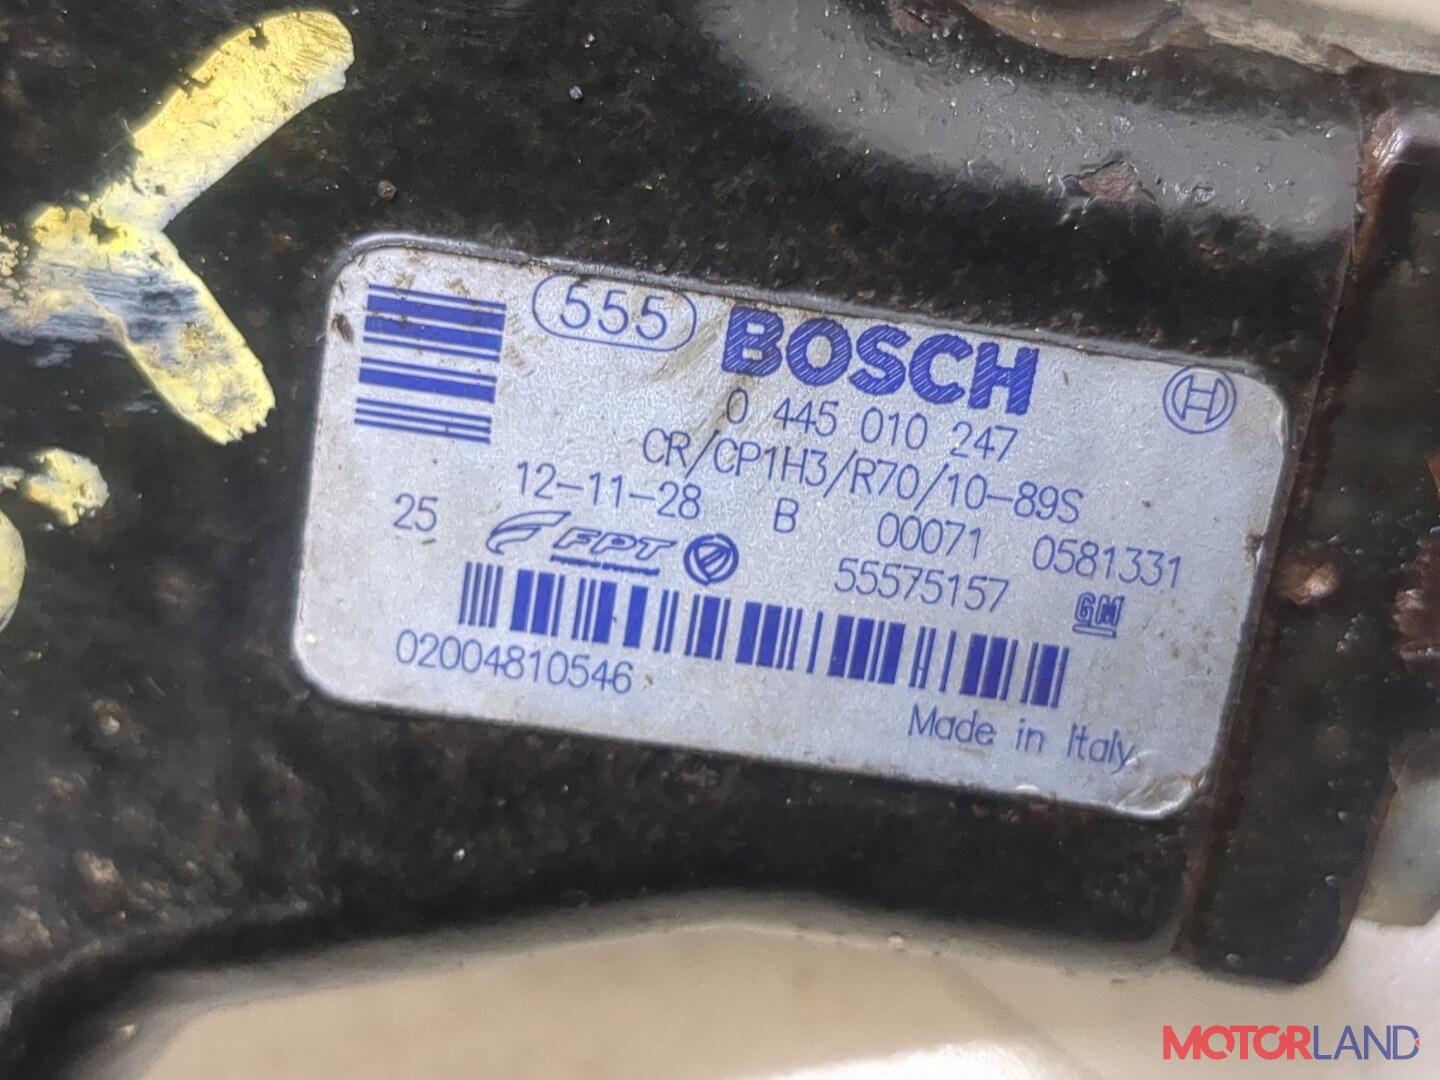 555 BOSCH
0 445 010 247
CR/CP1H3/R70/10-89S
12-11-28 B 00071 0581331
25 FPT 55575157 GM
02004810546
Made in Italy
MOTORLAND